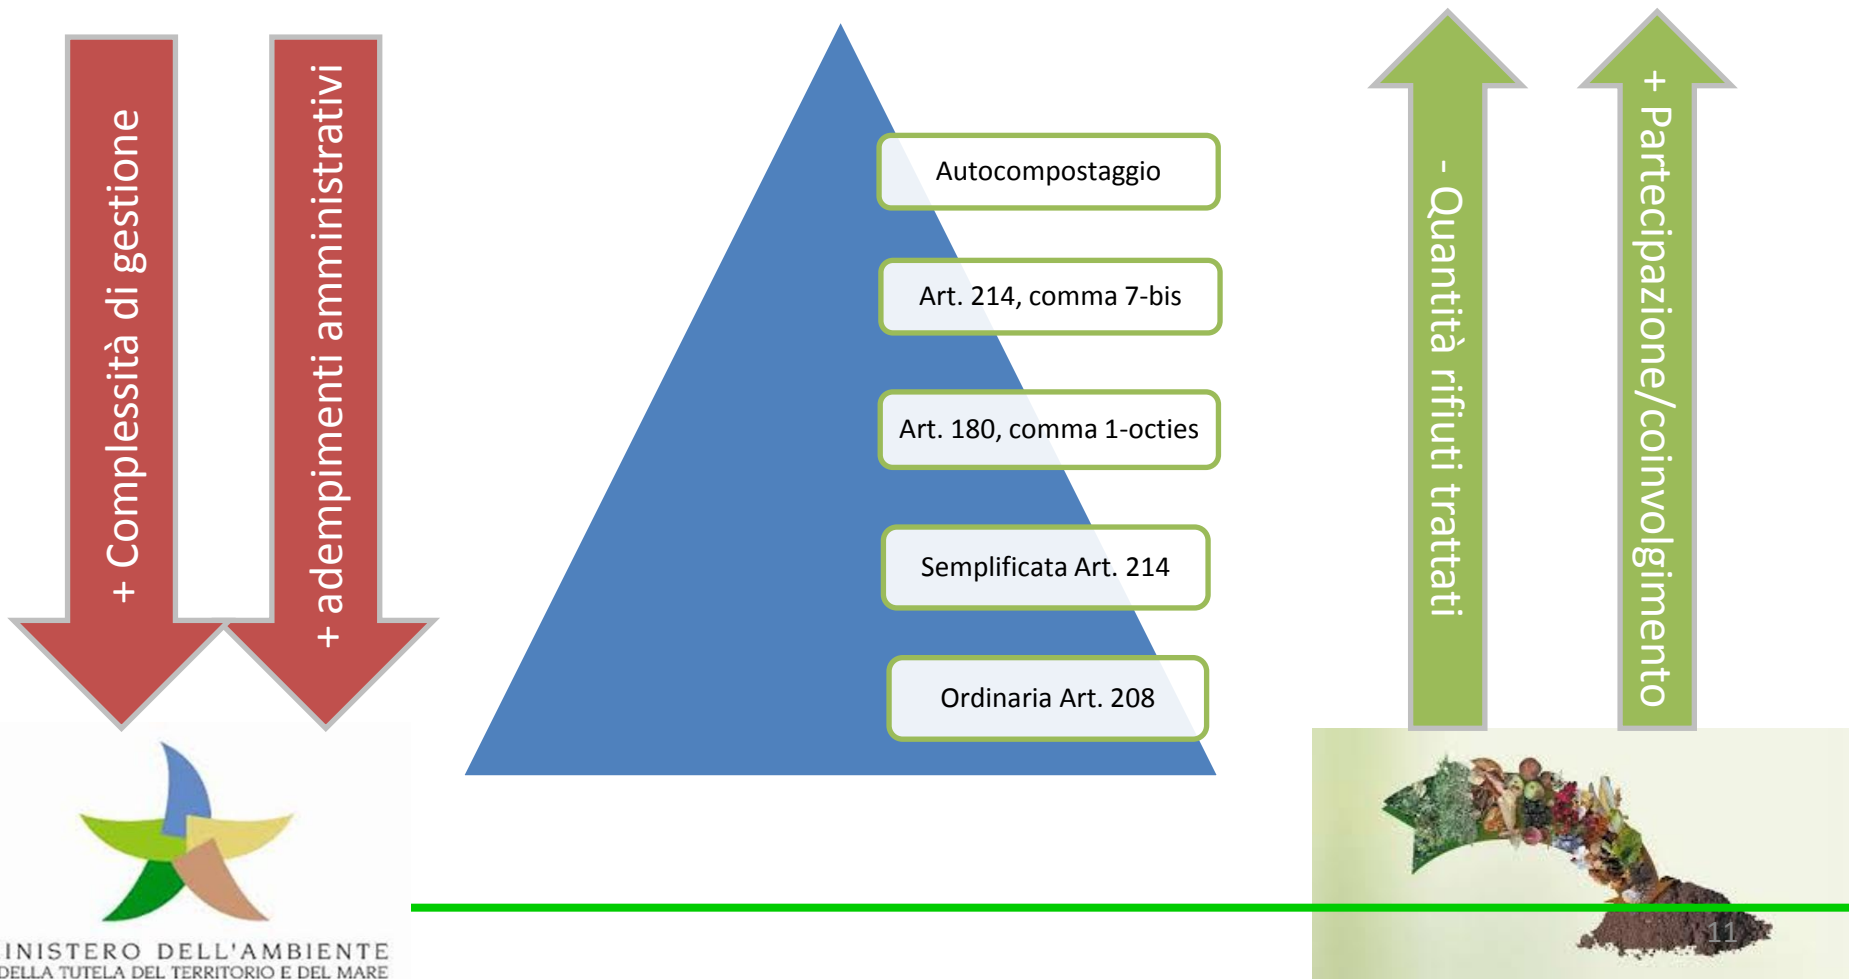 + Complessità di gestione
+ adempimenti amministrativi
Autocompostaggio
Art. 214, comma 7-bis
Art. 180, comma 1-octies
Semplificata Art. 214
Ordinaria Art. 208
- Quantità rifiuti trattati
+ Partecipazione/coinvolgimento
INISTERO DELL'AMBIENTE
DELLA TUTELA DEL TERRITORIO E DEL MARE
11